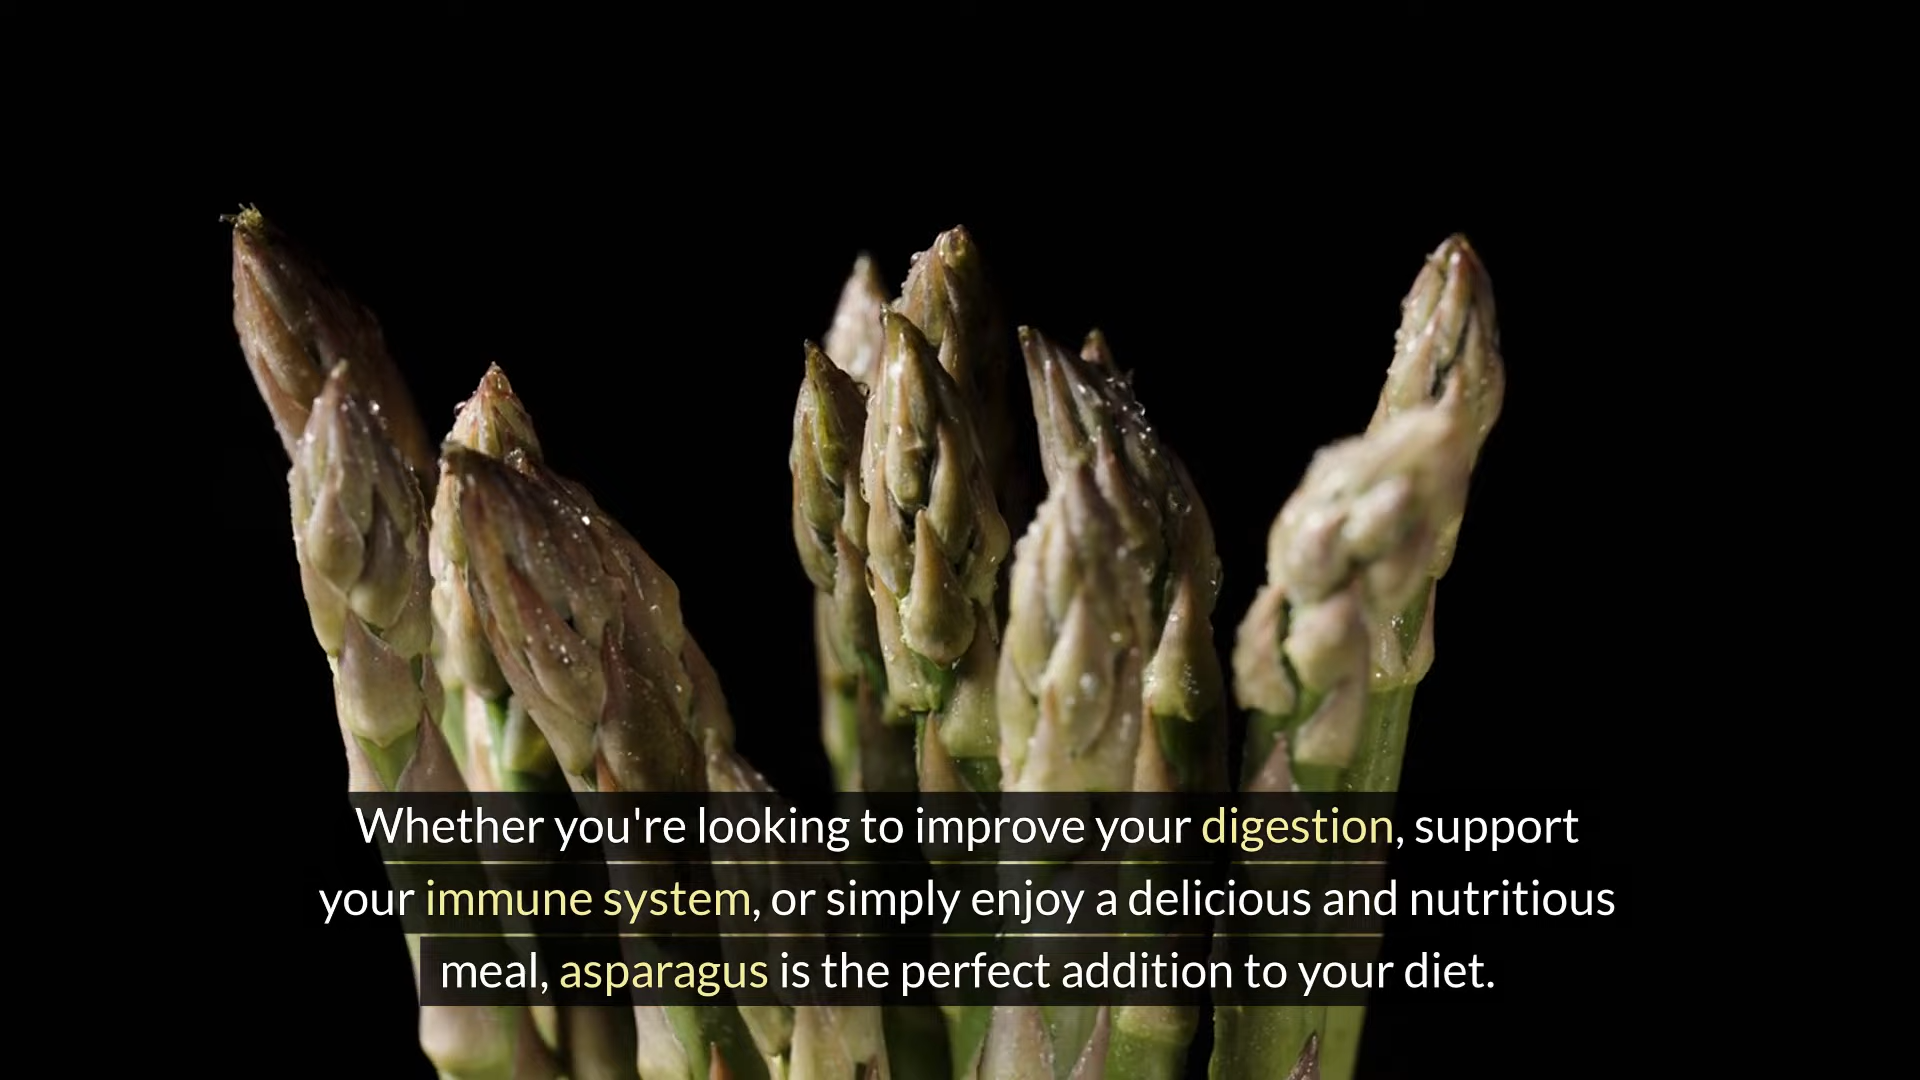 Whether you're looking to improve your digestion, support
your immune system, or simply enjoy a delicious and nutritious
meal, asparagus is the perfect addition to your diet.